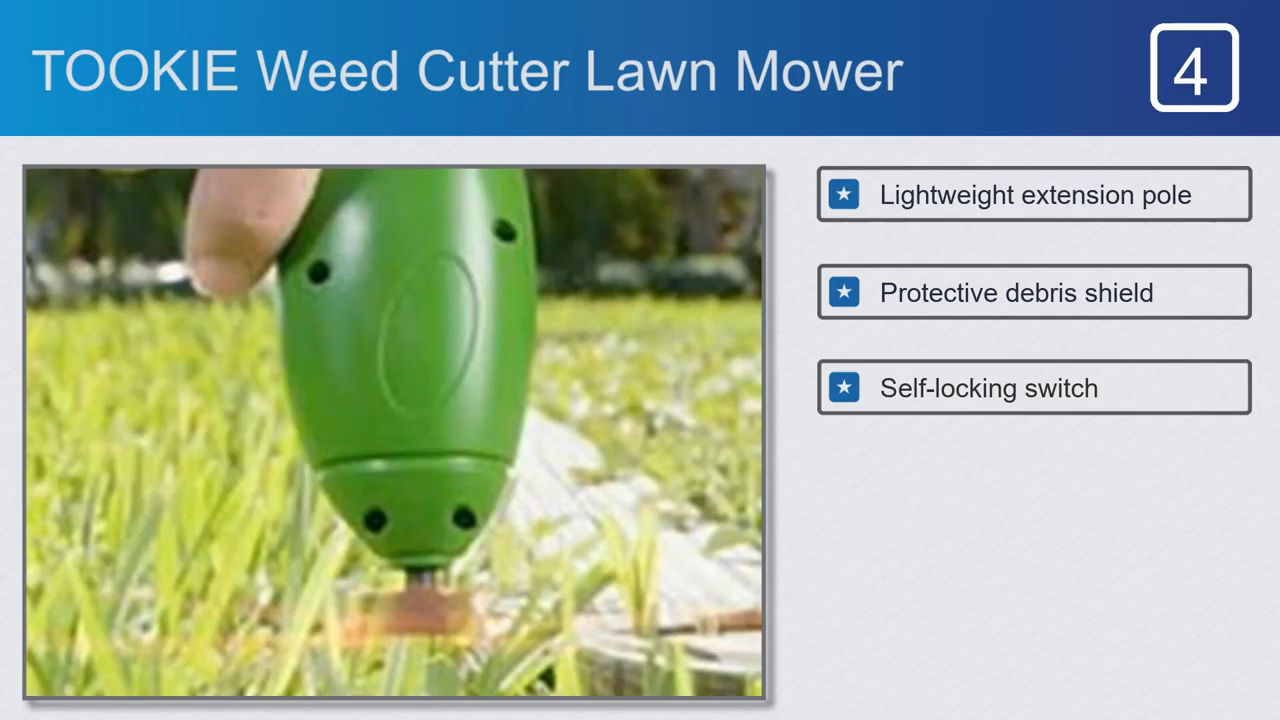 TOOKIE Weed Cutter Lawn Mower
4
Lightweight extension pole
Protective debris shield
Self-locking switch